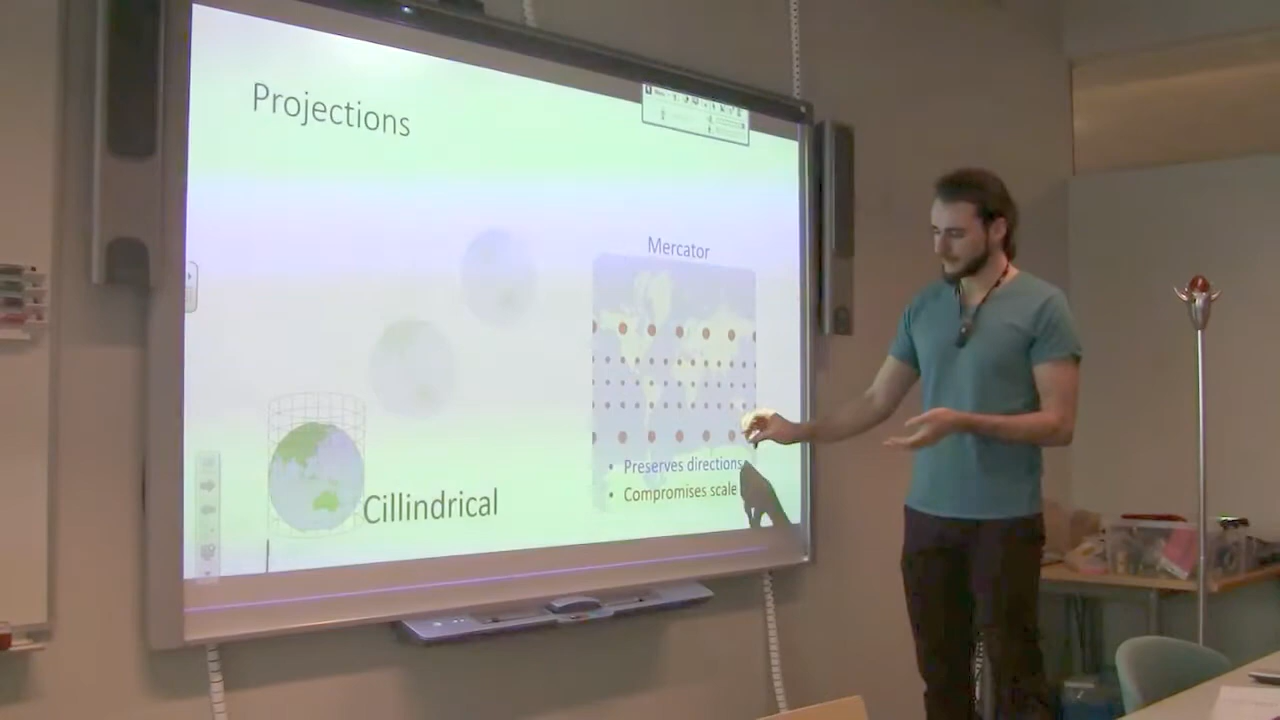 Projections
Mercator
• Preserves directions
• Compromises scale
Cillindrical